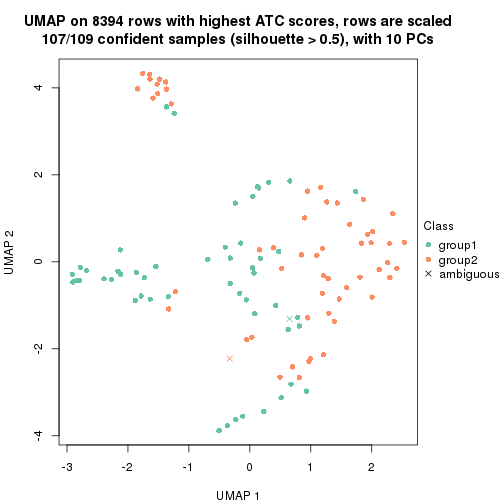 UMAP on 8394 rows with highest ATC scores, rows are scaled
107/109 confident samples (silhouette > 0.5), with 10 PCs
4
2
0
-2
-4
UMAP 2
-3
-2
-1
0
1
2
UMAP 1
Class
group1
group2
ambiguous